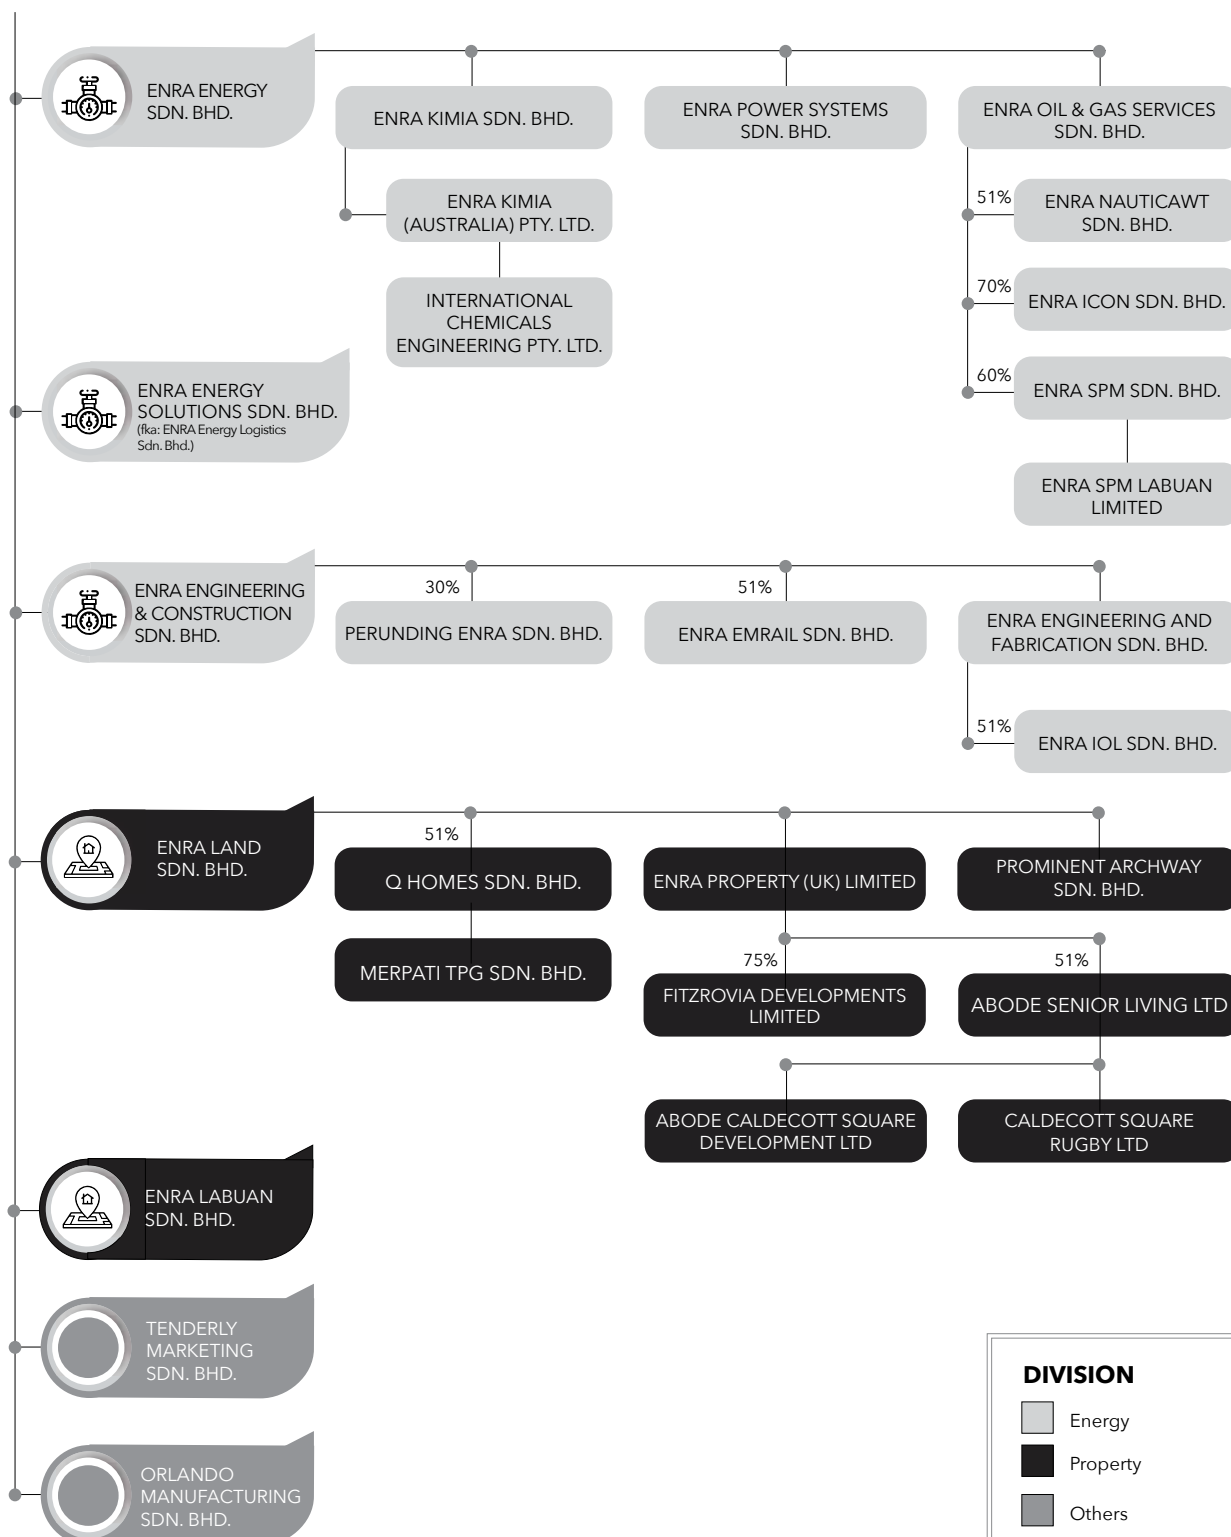 ENRA ENERGY
SDN. BHD.
ENRA KIMIA SDN. BHD.
ENRA POWER SYSTEMS
SDN. BHD.
ENRA OIL & GAS SERVICES
SDN. BHD.
ENRA KIMIA
(AUSTRALIA) PTY. LTD.
INTERNATIONAL
CHEMICALS
ENGINEERING PTY. LTD.
51%
ENRA NAUTICAWT
SDN. BHD.
70%
ENRA ICON SDN. BHD.
60%
ENRA SPM SDN. BHD.
ENRA SPM LABUAN
LIMITED
ENRA ENERGY
SOLUTIONS SDN. BHD.
(fka: ENRA Energy Logistics
Sdn. Bhd.)
ENRA ENGINEERING
& CONSTRUCTION
SDN. BHD.
30%
PERUNDING ENRA SDN. BHD.
51%
ENRA EMRAIL SDN. BHD.
ENRA ENGINEERING AND
FABRICATION SDN. BHD.
51%
ENRA IOL SDN. BHD.
ENRA LAND
SDN. BHD.
51%
Q HOMES SDN. BHD.
MERPATI TPG SDN. BHD.
ENRA PROPERTY (UK) LIMITED
PROMINENT ARCHWAY
SDN. BHD.
75%
FITZROVIA DEVELOPMENTS
LIMITED
51%
ABODE SENIOR LIVING LTD
ABODE CALDECOTT SQUARE
DEVELOPMENT LTD
CALDECOTT SQUARE
RUGBY LTD
ENRA LABUAN
SDN. BHD.
TENDERLY
MARKETING
SDN. BHD.
ORLANDO
MANUFACTURING
SDN. BHD.
DIVISION
Energy
Property
Others